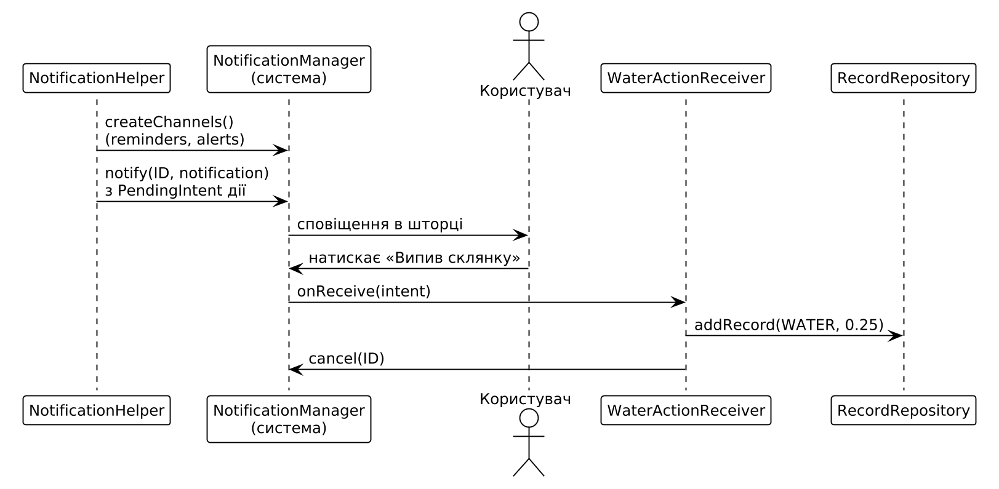 NotificationHelper
NotificationManager
(система)
Користувач
WaterActionReceiver
RecordRepository
createChannels()
(reminders, alerts)
notify(ID, notification)
з PendingIntent дії
сповіщення в шторці
натискає «Випив склянку»
onReceive(intent)
addRecord(WATER, 0.25)
cancel(ID)
NotificationHelper
NotificationManager
(система)
Користувач
WaterActionReceiver
RecordRepository